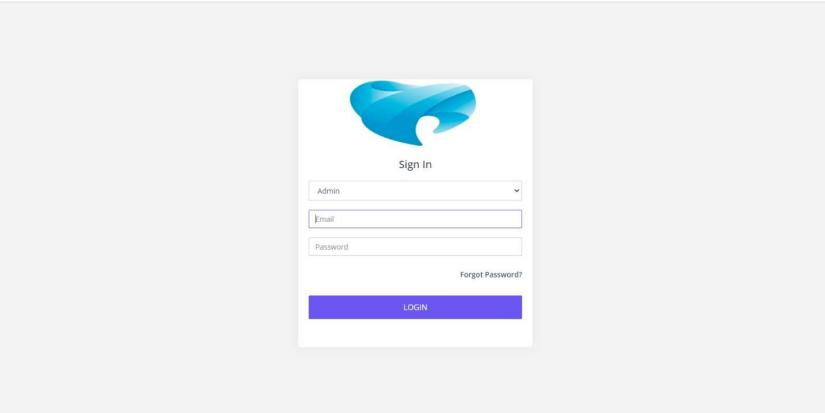 Sign In
Admin
Email
Password
Forgot Password?
LOGIN